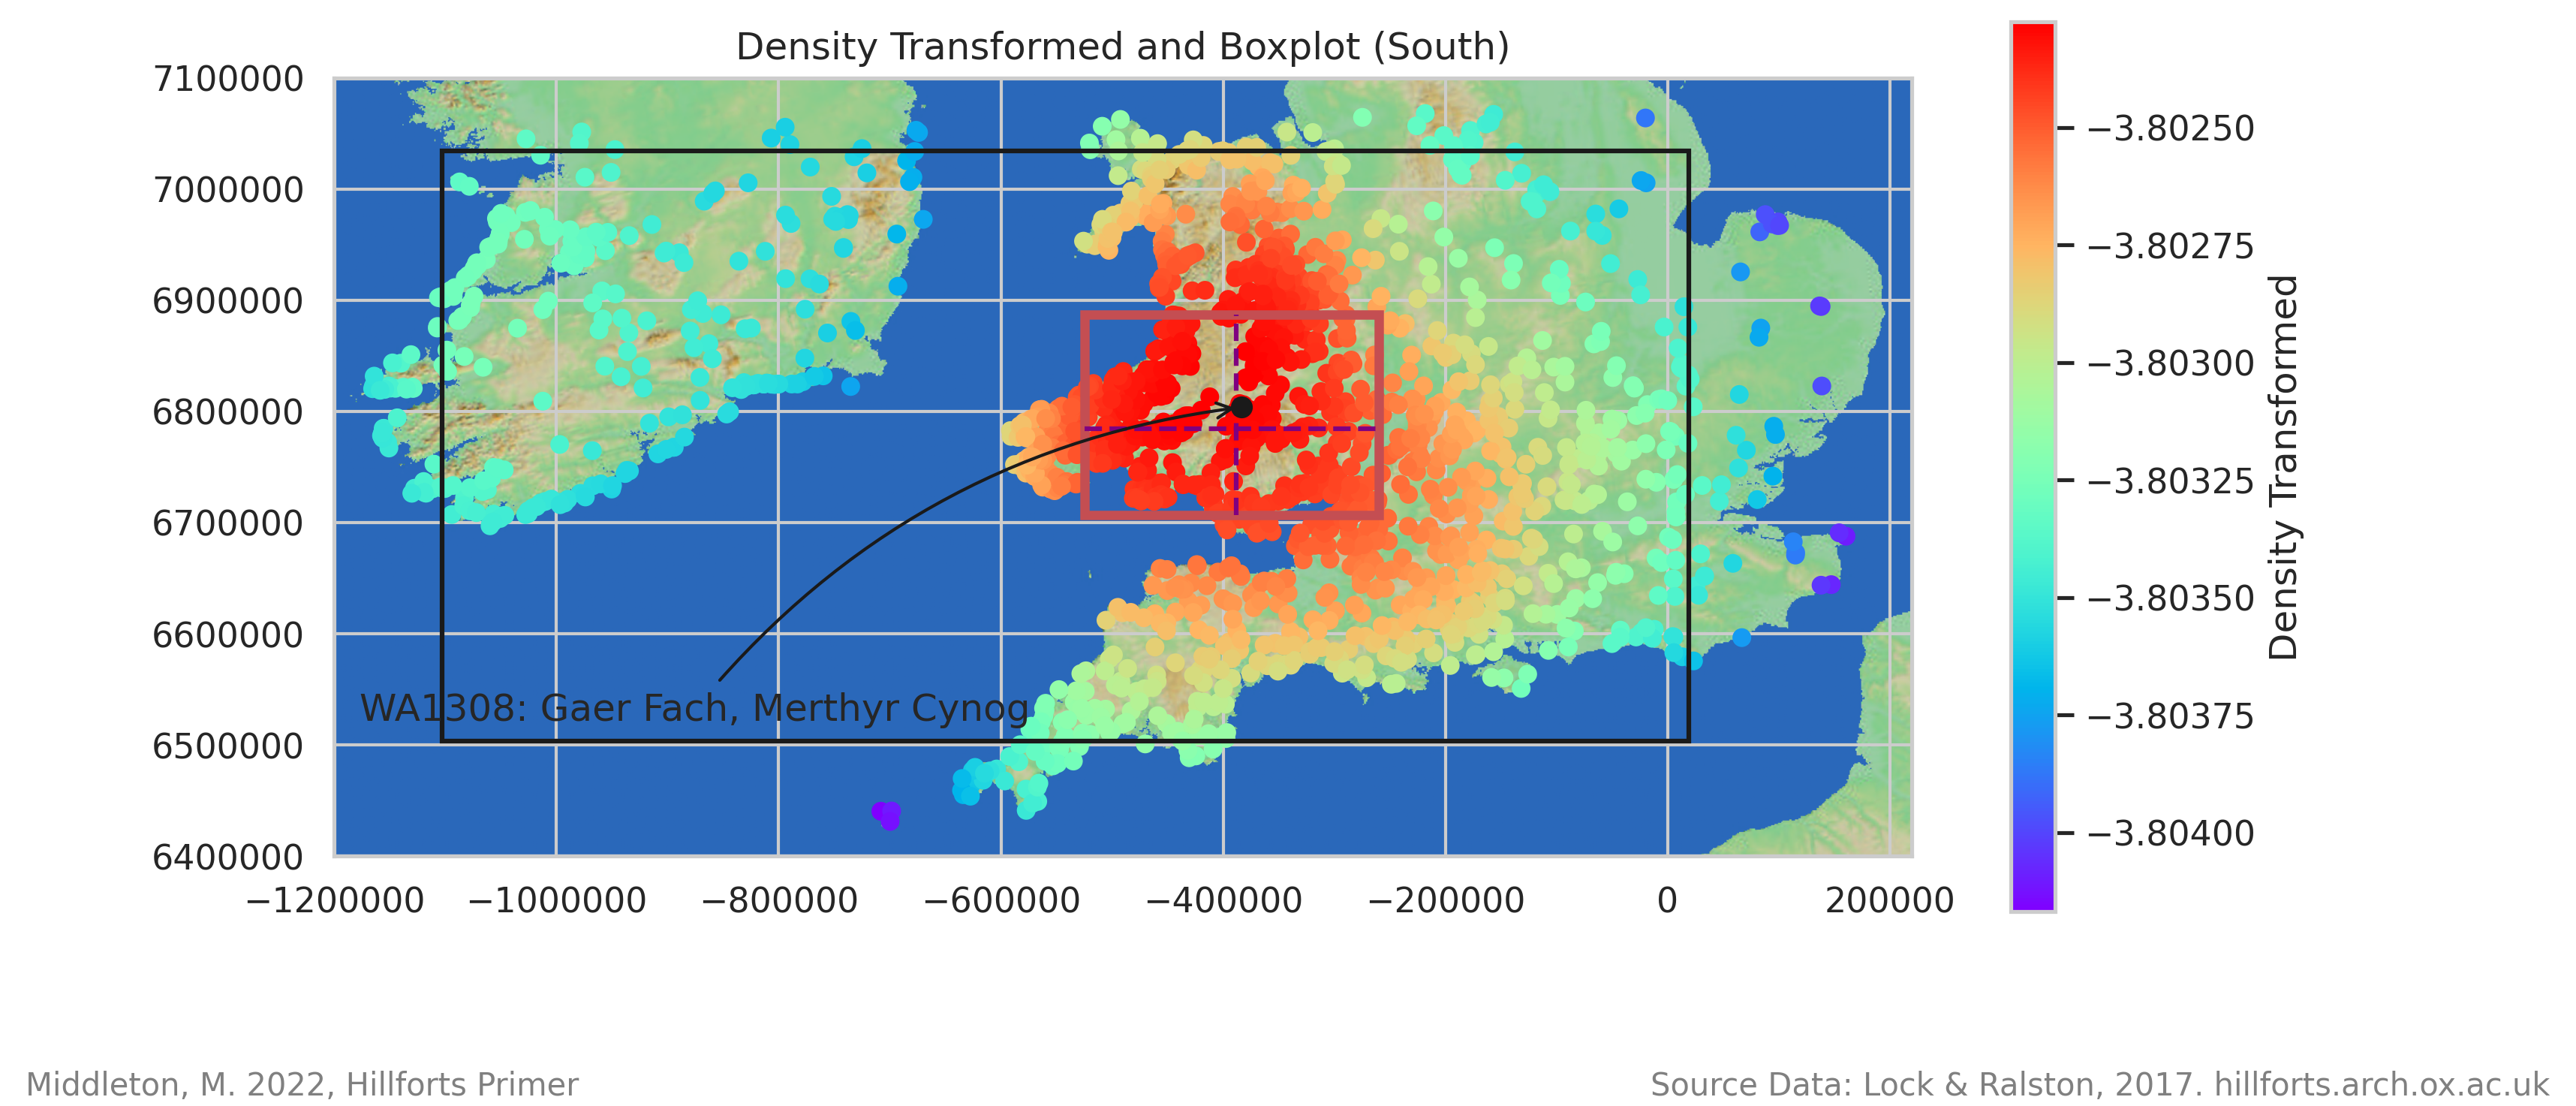 Density Transformed and Boxplot (South)
7100000
7000000
6900000
6800000
6700000
6600000
6500000
6400000
−1200000 −1000000 −800000 −600000 −400000 −200000 0 200000
WA1308: Gaer Fach, Merthyr Cynog
−3.80250
−3.80275
−3.80300
−3.80325
−3.80350
−3.80375
−3.80400
Density Transformed
Middleton, M. 2022, Hillforts Primer
Source Data: Lock & Ralston, 2017. hillforts.arch.ox.ac.uk